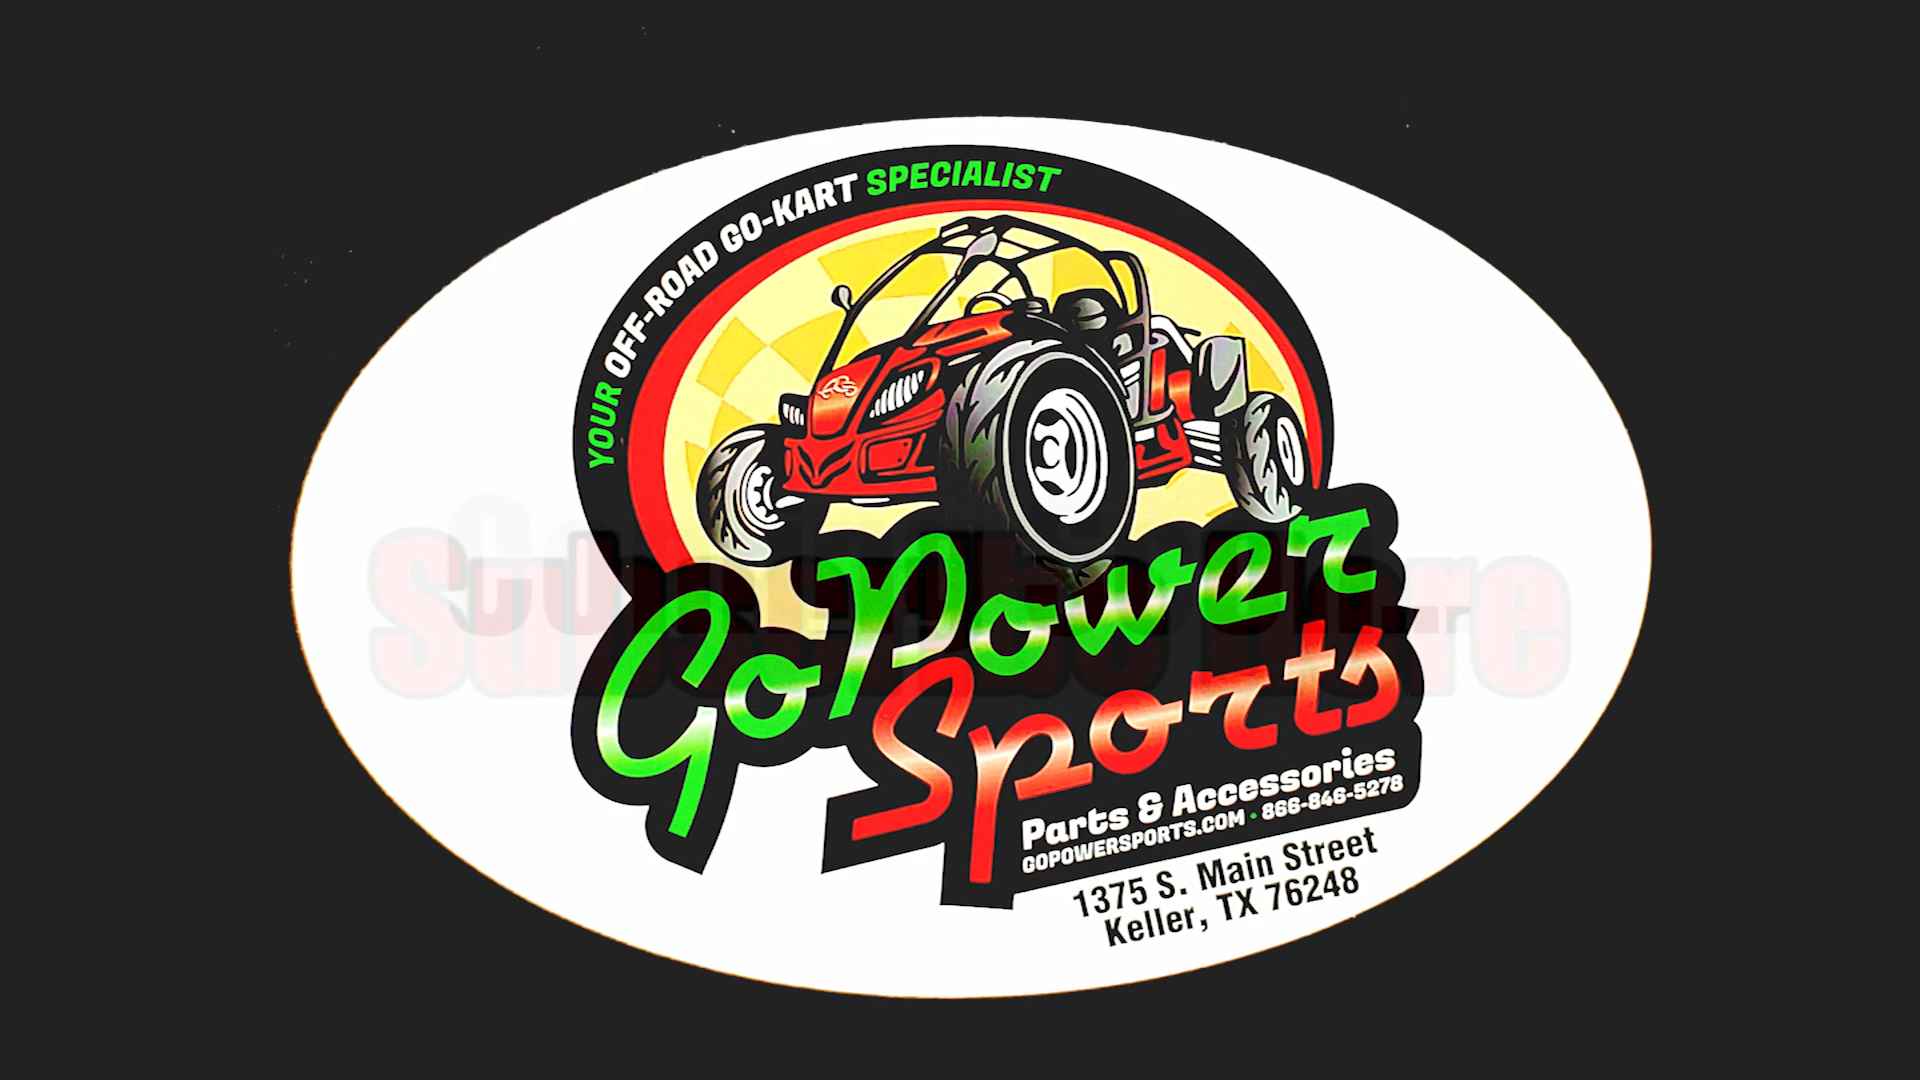 YOUR OFF-ROAD GO-KART SPECIALIST
GoPower
Sports
Parts & Accessories
GOPOWERSPORTS.COM • 866-846-5278
1375 S. Main Street
Keller, TX 76248